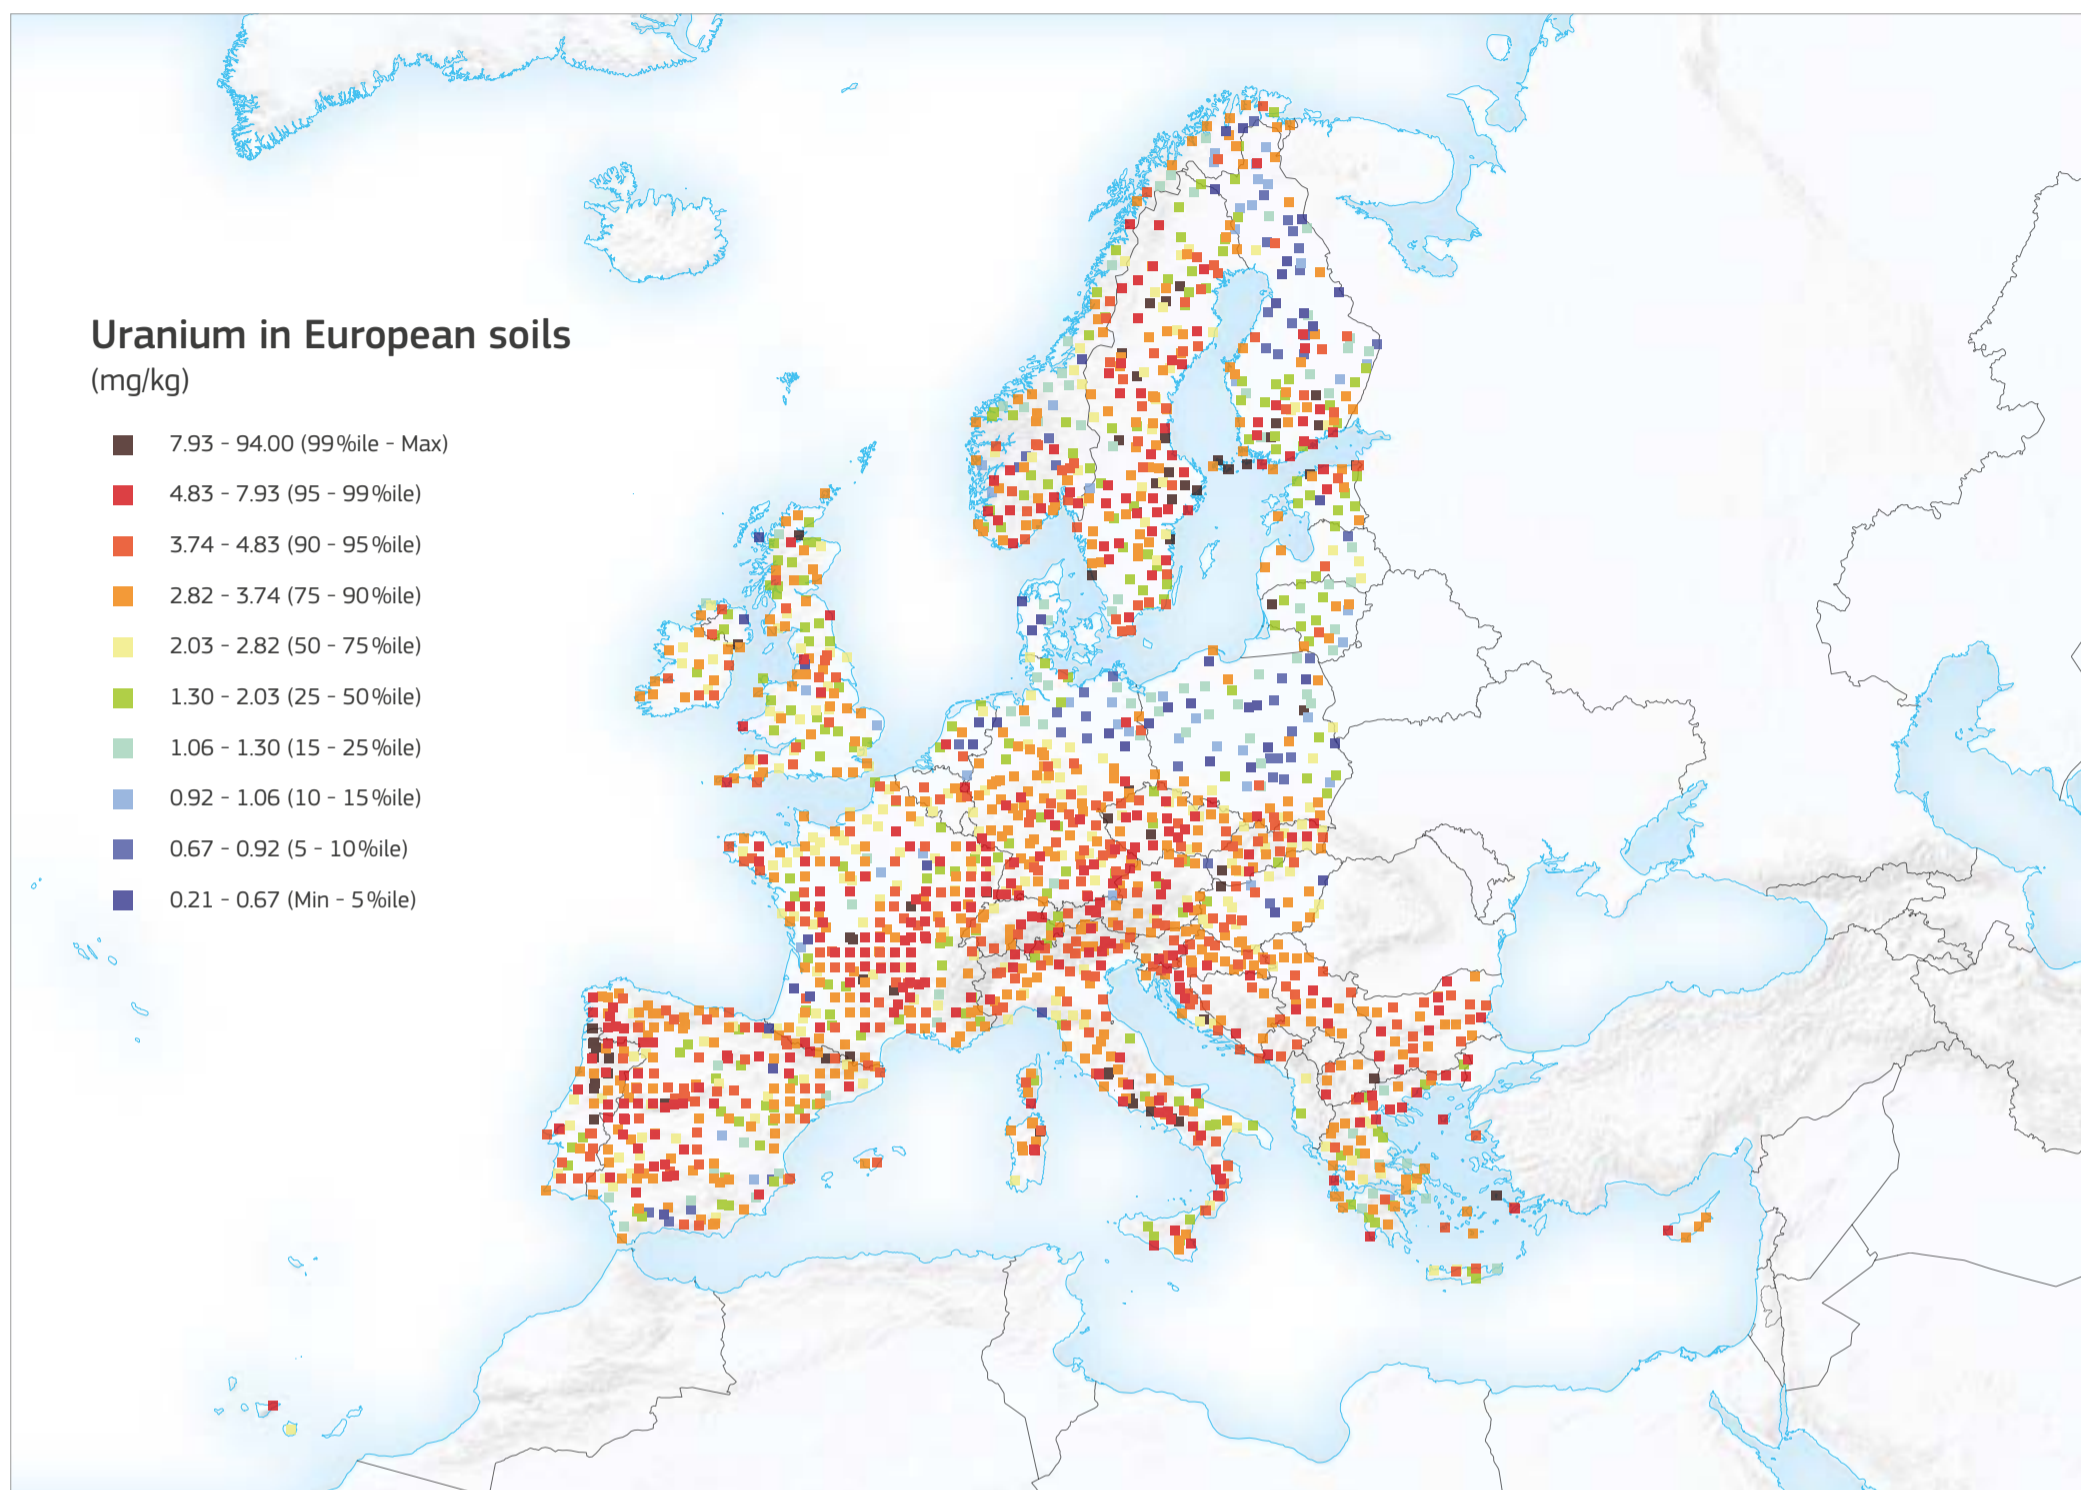 Uranium in European soils
(mg/kg)
7.93 - 94.00 (99%ile - Max)
4.83 - 7.93 (95 - 99%ile)
3.74 - 4.83 (90 - 95%ile)
2.82 - 3.74 (75 - 90%ile)
2.03 - 2.82 (50 - 75%ile)
1.30 - 2.03 (25 - 50%ile)
1.06 - 1.30 (15 - 25%ile)
0.92 - 1.06 (10 - 15%ile)
0.67 - 0.92 (5 - 10%ile)
0.21 - 0.67 (Min - 5%ile)